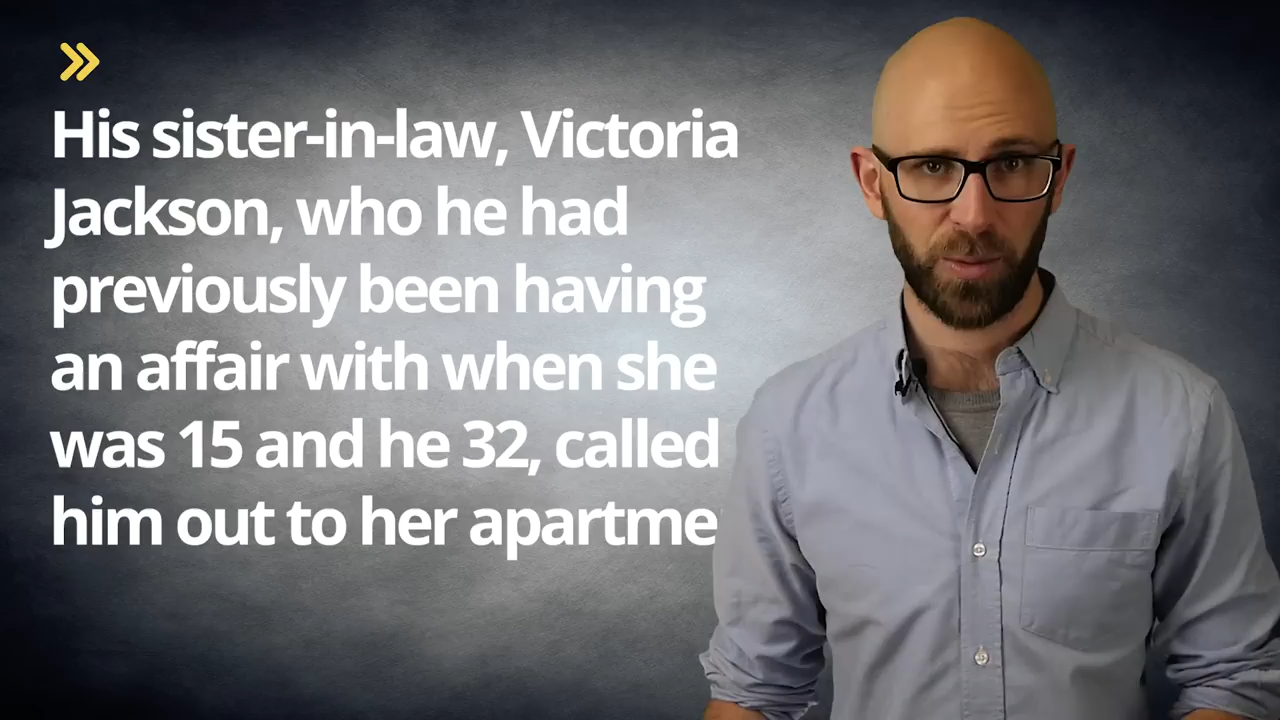 His sister-in-law, Victoria
Jackson, who he had
previously been having
an affair with when she
was 15 and he 32, called
him out to her apartme